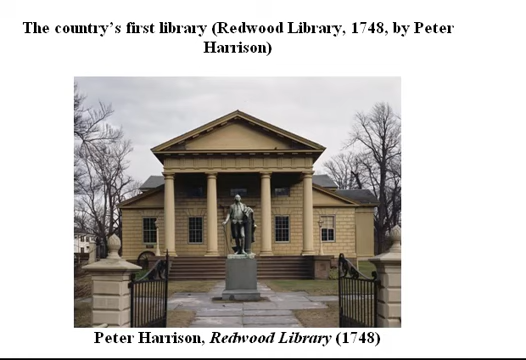 The country’s first library (Redwood Library, 1748, by Peter
Harrison)
Peter Harrison, Redwood Library (1748)